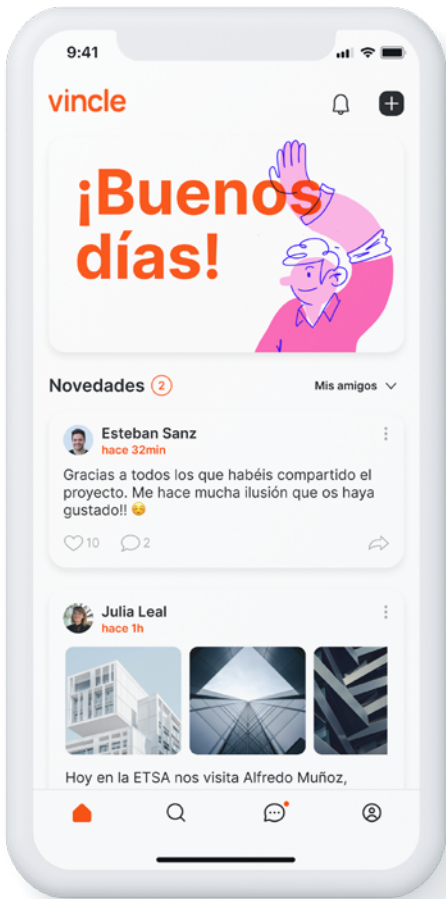 9:41
vincle
¡Buenos
días!
Novedades 2
Mis amigos
Esteban Sanz
hace 32min
Gracias a todos los que habéis compartido el
proyecto. Me hace mucha ilusión que os haya
gustado!! 😌
10 2
Julia Leal
hace 1h
Hoy en la ETSA nos visita Alfredo Muñoz,